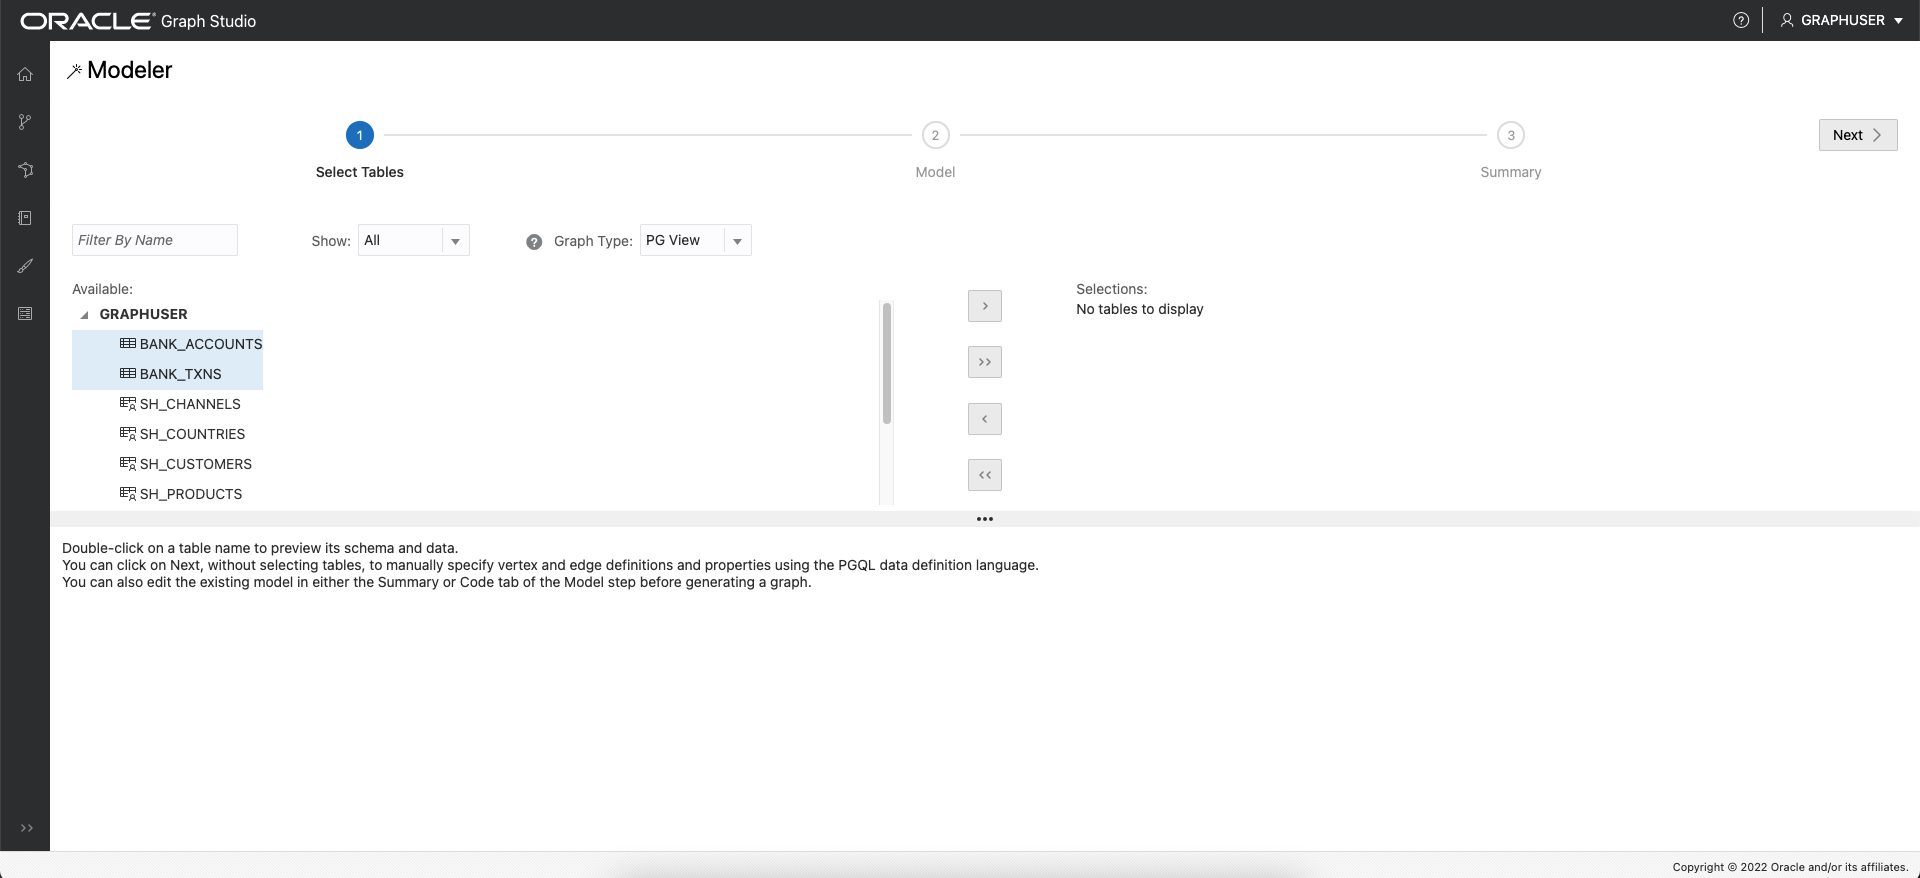 ORACLE Graph Studio
? GRAPHUSER
Modeler
1 2 3
Next
Select Tables Model Summary
Filter By Name Show: All ? Graph Type: PG View
Available: Selections:
GRAPHUSER No tables to display
BANK_ACCOUNTS
BANK_TXNS
SH_CHANNELS
SH_COUNTRIES
SH_CUSTOMERS
SH_PRODUCTS
>
>>
<
<<
Double-click on a table name to preview its schema and data.
You can click on Next, without selecting tables, to manually specify vertex and edge definitions and properties using the PGQL data definition language.
You can also edit the existing model in either the Summary or Code tab of the Model step before generating a graph.
Copyright © 2022 Oracle and/or its affiliates.